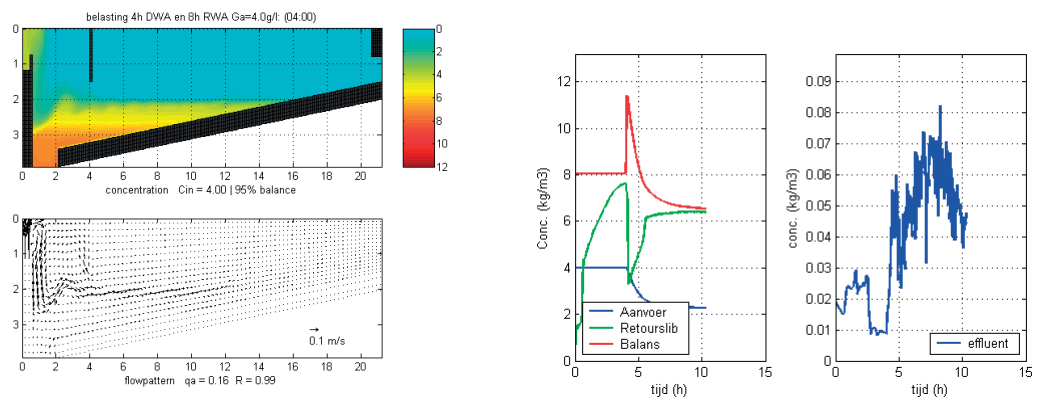 belasting 4h DWA en 8h RWA Ga=4.0g/l: (04:00)
0
1
2
3
0 2 4 6 8 10 12 14 16 18 20
concentration Cin = 4.00 | 95% balance
0
2
4
6
8
10
12
0
1
2
3
0.1 m/s
0 2 4 6 8 10 12 14 16 18 20
flowpattern qa = 0.16 R = 0.99
Conc. (kg/m3)
12
10
8
6
4
2
0
Aanvoer
Retourslib
Balans
0 5 10 15
tijd (h)
conc. (kg/m3)
0.09
0.08
0.07
0.06
0.05
0.04
0.03
0.02
0.01
0
effluent
0 5 10 15
tijd (h)